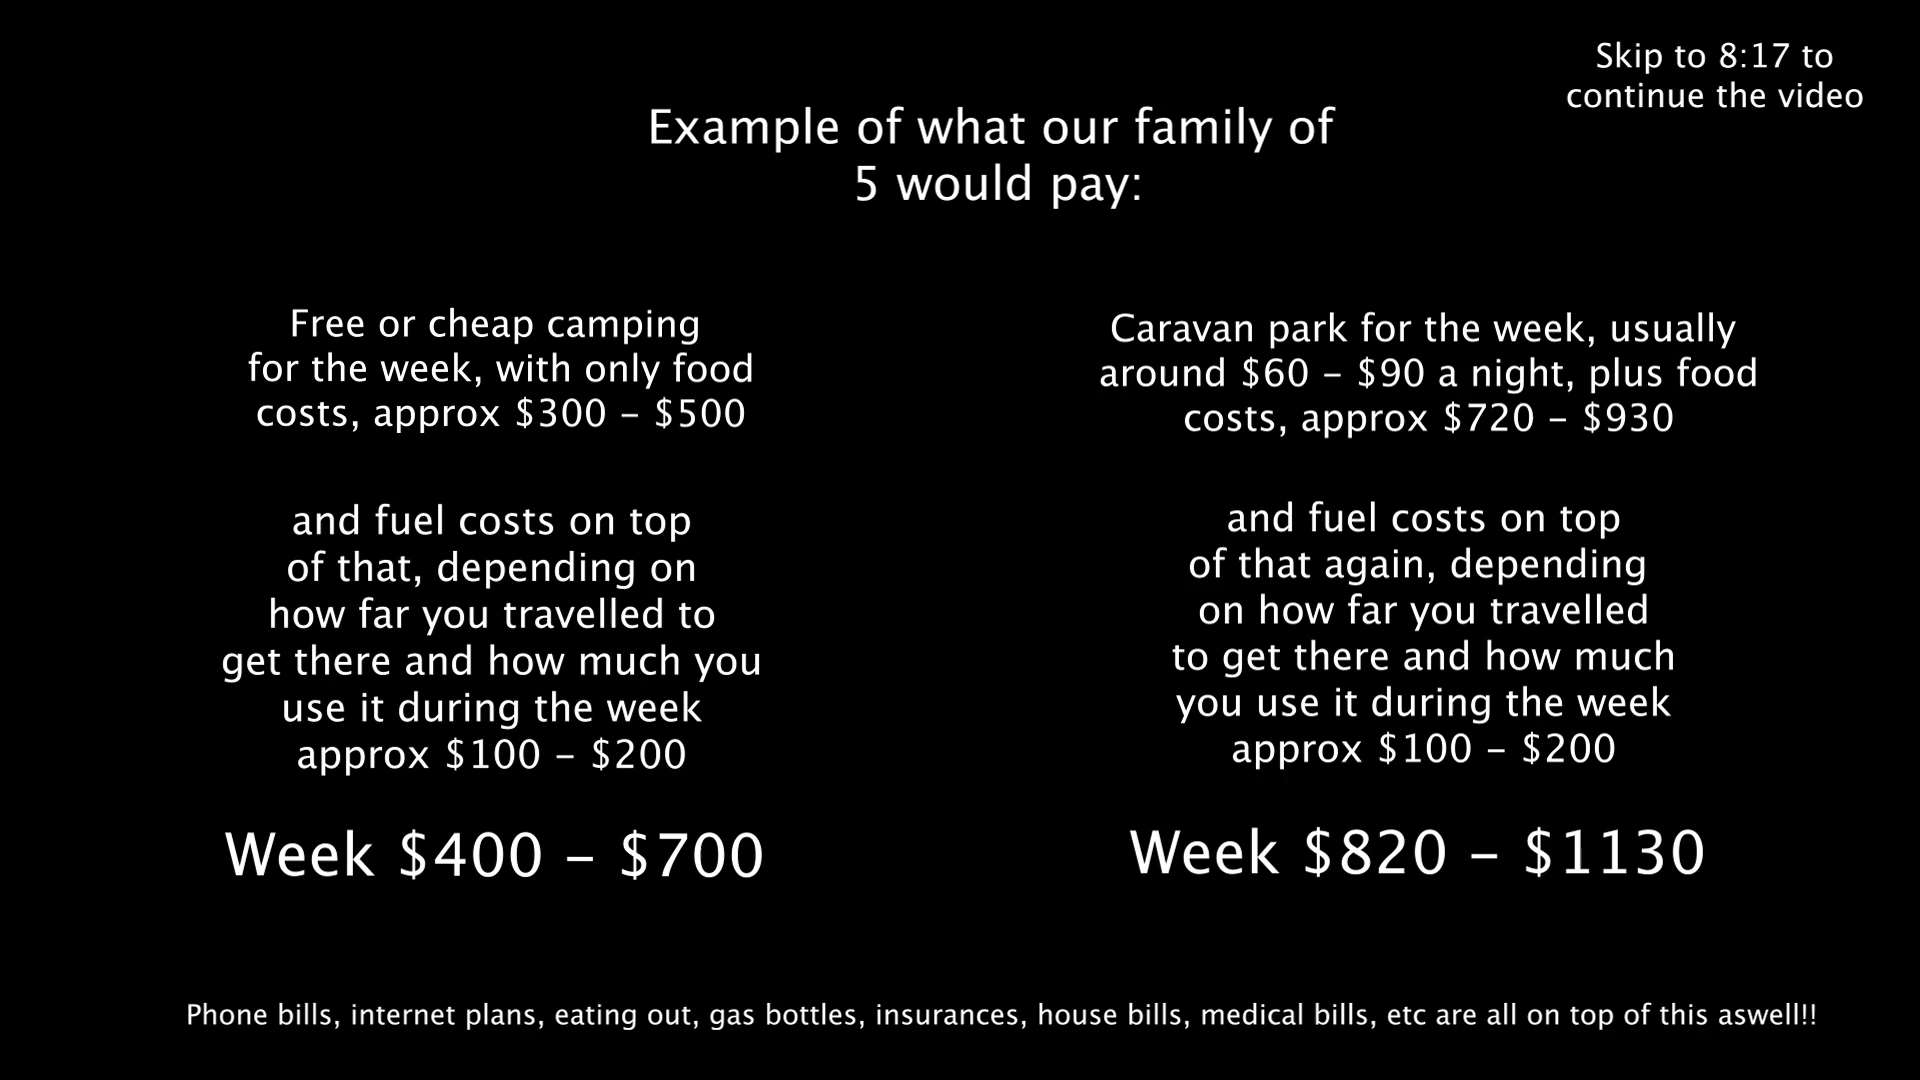 Skip to 8:17 to
continue the video
Example of what our family of
5 would pay:
Free or cheap camping
for the week, with only food
costs, approx $300 – $500
and fuel costs on top
of that, depending on
how far you travelled to
get there and how much you
use it during the week
approx $100 – $200
Week $400 – $700
Caravan park for the week, usually
around $60 – $90 a night, plus food
costs, approx $720 – $930
and fuel costs on top
of that again, depending
on how far you travelled
to get there and how much
you use it during the week
approx $100 – $200
Week $820 – $1130
Phone bills, internet plans, eating out, gas bottles, insurances, house bills, medical bills, etc are all on top of this aswell!!